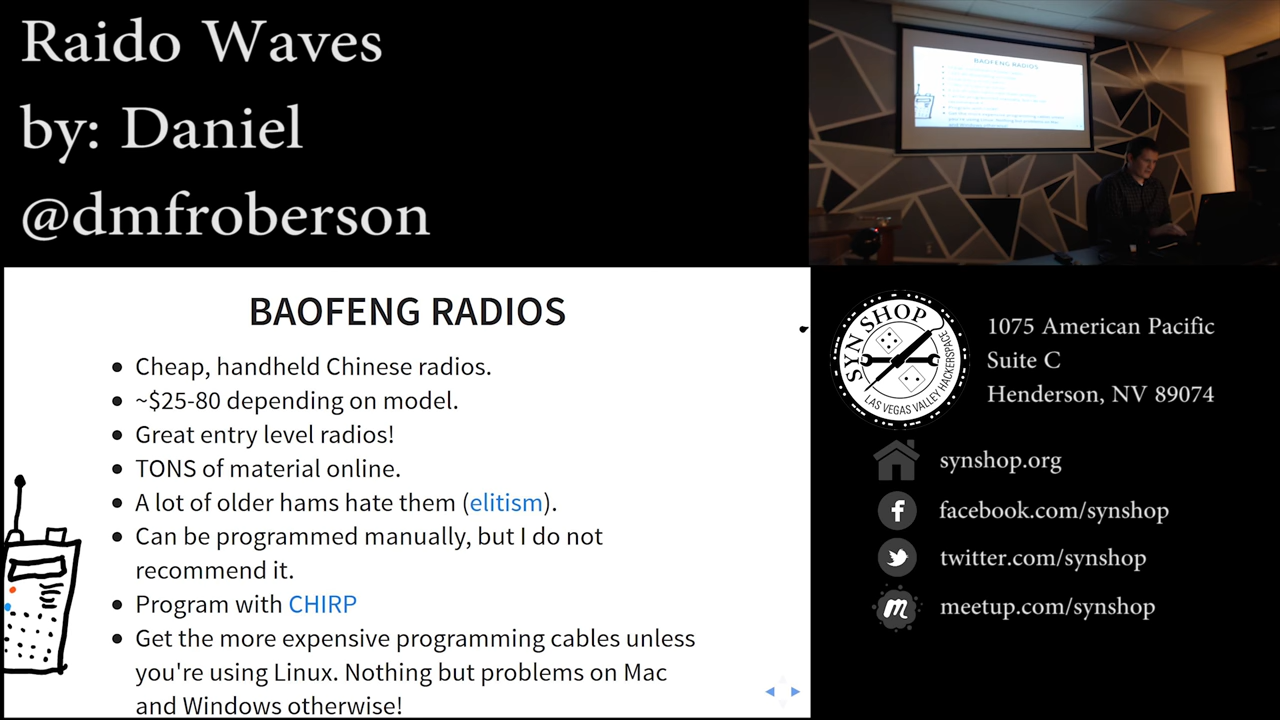 Raido Waves
by: Daniel
@dmfroberson
BAOFENG RADIOS
BAOFENG RADIOS
Cheap, handheld Chinese radios.
~$25-80 depending on model.
Great entry level radios!
TONS of material online.
A lot of older hams hate them (elitism).
Can be programmed manually, but I do not
recommend it.
Program with CHIRP
Get the more expensive programming cables unless
you're using Linux. Nothing but problems on Mac
and Windows otherwise!
SYN SHOP
LAS VEGAS VALLEY HACKERSPACE
1075 American Pacific
Suite C
Henderson, NV 89074
synshop.org
facebook.com/synshop
twitter.com/synshop
meetup.com/synshop